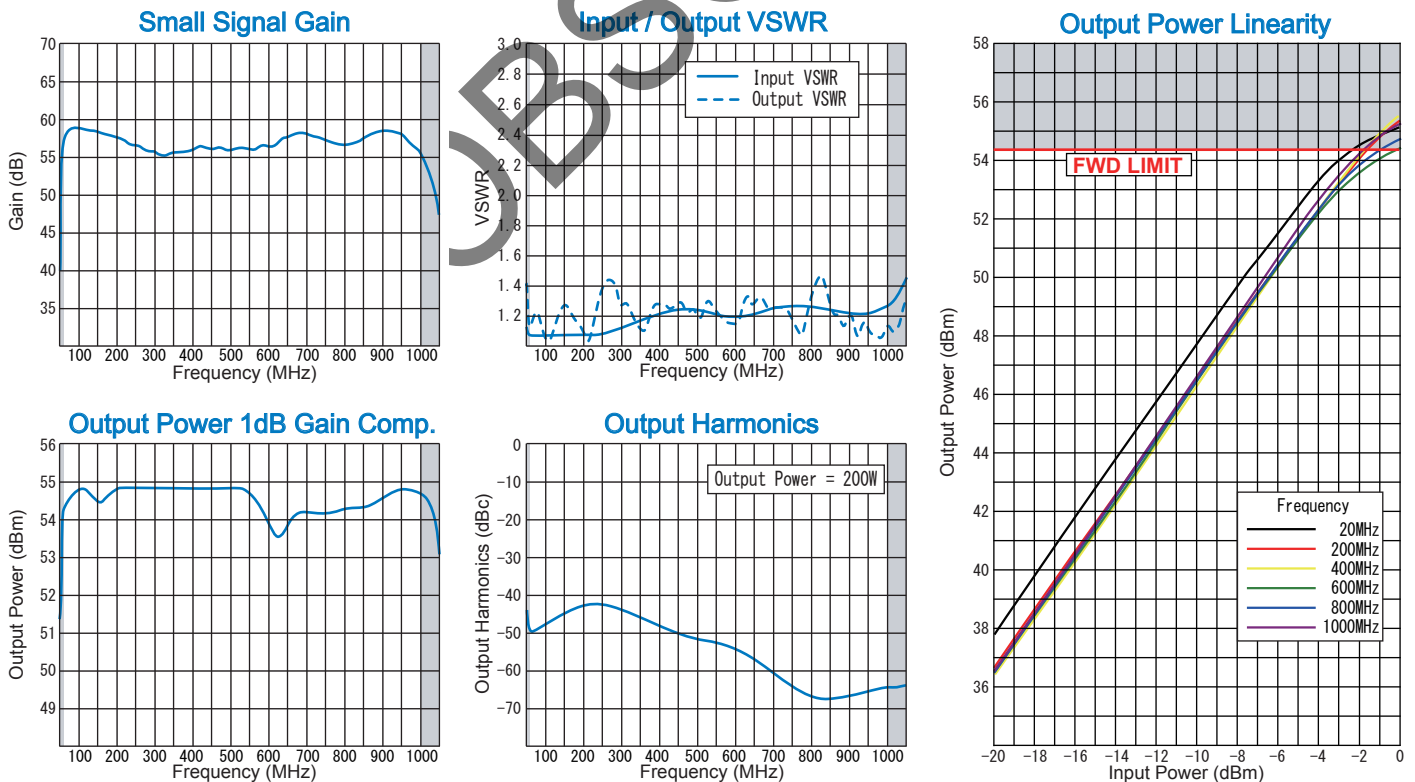 Small Signal Gain
70
65
60
55
50
45
40
35
Gain (dB)
100 200 300 400 500 600 700 800 900 1000
Frequency (MHz)
Input / Output VSWR
3.0
2.8
2.6
2.4
2.2
2.0
1.8
1.6
1.4
1.2
VSWR
Input VSWR
Output VSWR
100 200 300 400 500 600 700 800 900 1000
Frequency (MHz)
OBS
Output Power 1dB Gain Comp.
56
55
54
53
52
51
50
49
Output Power (dBm)
100 200 300 400 500 600 700 800 900 1000
Frequency (MHz)
Output Harmonics
0
-10
-20
-30
-40
-50
-60
-70
Output Harmonics (dBc)
Output Power = 200W
100 200 300 400 500 600 700 800 900 1000
Frequency (MHz)
Output Power Linearity
58
56
54
52
50
48
46
44
42
40
38
36
Output Power (dBm)
FWD LIMIT
Frequency
20MHz
200MHz
400MHz
600MHz
800MHz
1000MHz
-20 -18 -16 -14 -12 -10 -8 -6 -4 -2 0
Input Power (dBm)